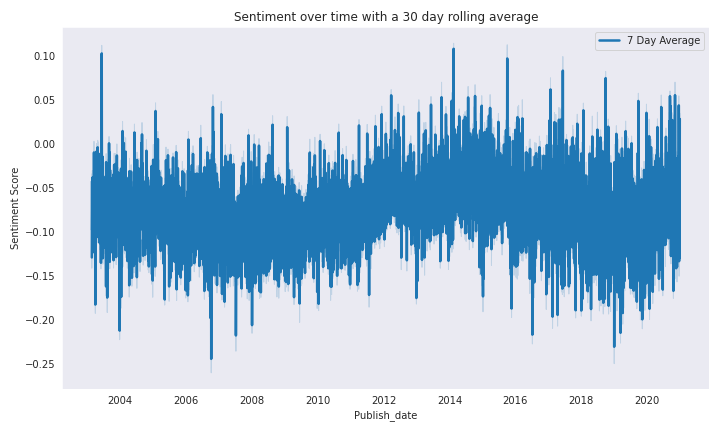 Sentiment over time with a 30 day rolling average
7 Day Average
0.10
0.05
0.00
−0.05
−0.10
−0.15
−0.20
−0.25
Sentiment Score
2004 2006 2008 2010 2012 2014 2016 2018 2020
Publish_date